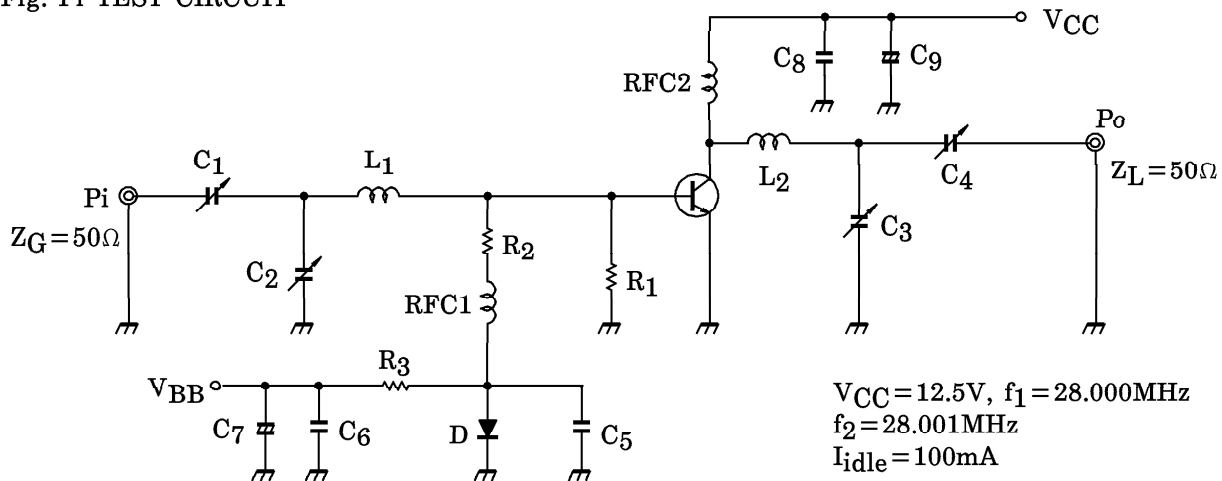 Fig. P1 TEST CIRCUIT
VCC
C8
C9
RFC2
Po
C1
L1
L2
C4
ZL=50Ω
Pi
ZG=50Ω
C2
R2
R1
C3
RFC1
R3
VBB
C7
C6
D
C5
VCC=12.5V, f1=28.000MHz
f2=28.001MHz
Iidle=100mA